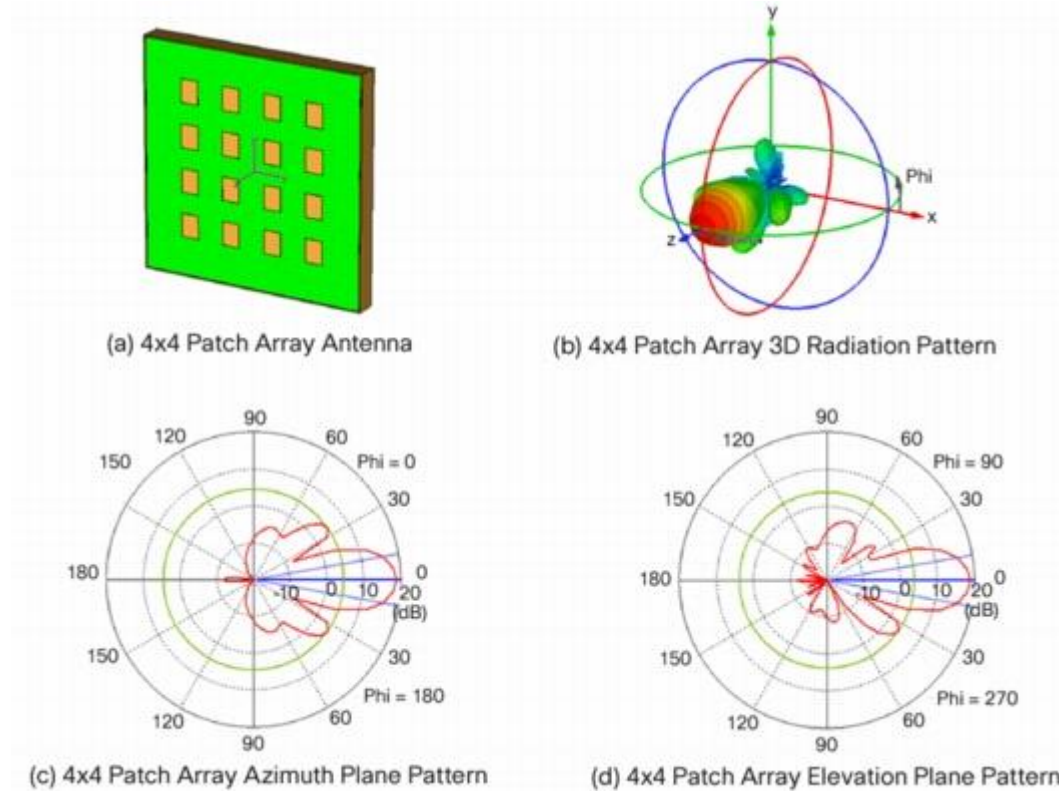 y
Phi
x
z
(a) 4x4 Patch Array Antenna
(b) 4x4 Patch Array 3D Radiation Pattern
90
120
60
150
Phi = 0
30
180
-10
0
10
20
0
(dB)
150
30
Phi = 180
120
60
90
(c) 4x4 Patch Array Azimuth Plane Pattern
90
120
60
150
Phi = 90
30
180
-10
0
10
20
0
(dB)
150
30
Phi = 270
120
60
90
(d) 4x4 Patch Array Elevation Plane Pattern